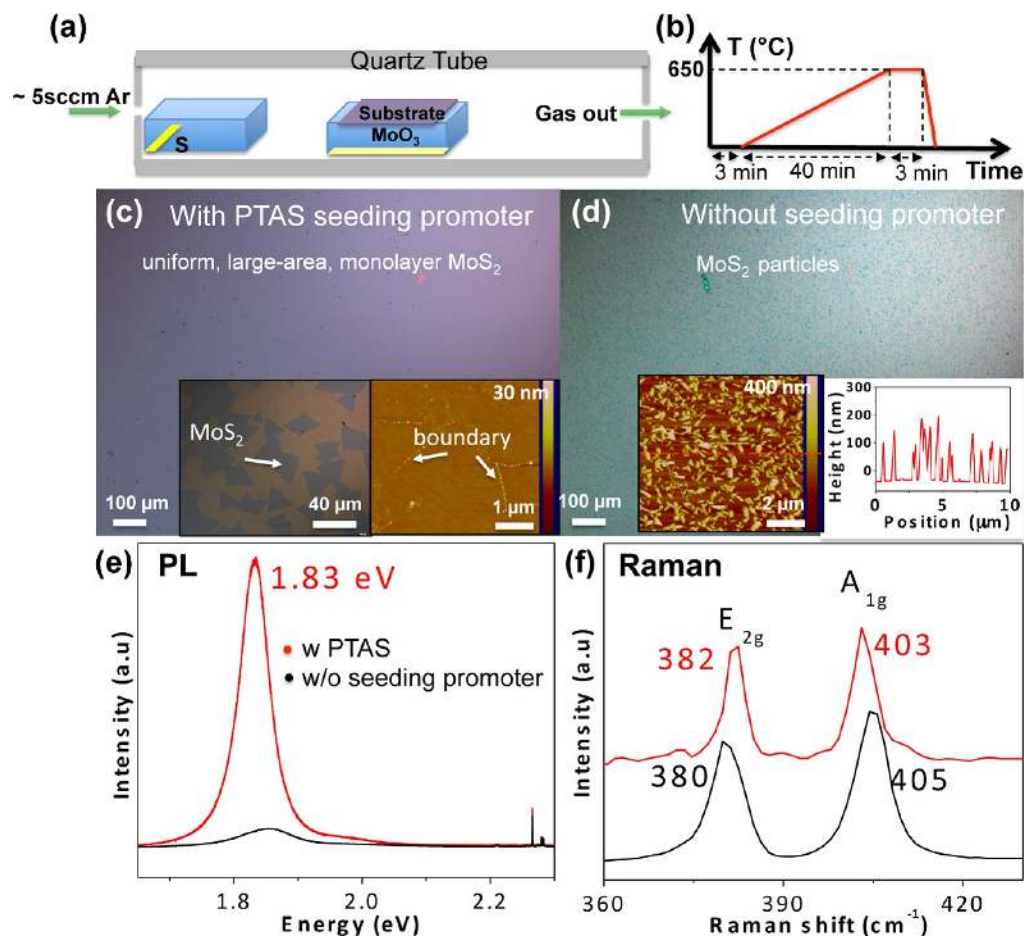 (a)
Quartz Tube
~ 5sccm Ar
Substrate
MoO3
S
Gas out
(b)
T (°C)
650
3 min
40 min
3 min
Time
(c)
With PTAS seeding promoter
uniform, large-area, monolayer MoS2
MoS2
100 µm
40 µm
30 nm
boundary
1 µm
(d)
Without seeding promoter
MoS2 particles
100 µm
400 nm
2 µm
Height (nm)
300
200
100
0
0
5
10
Position (µm)
(e)
PL
1.83 eV
w PTAS
w/o seeding promoter
Intensity (a.u)
1.8
2.0
2.2
Energy (eV)
(f)
Raman
E2g
A1g
382
403
380
405
Intensity (a.u)
360
390
420
Raman shift (cm-1)